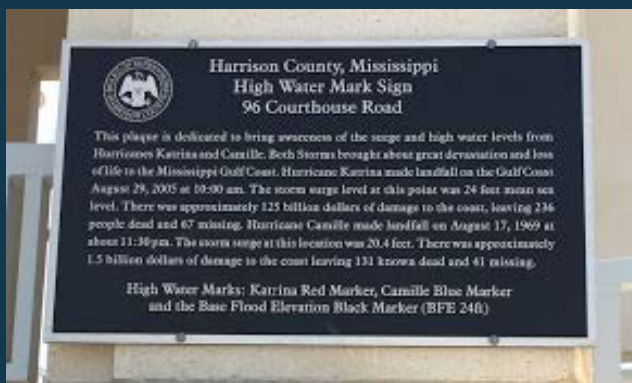 Harrison County, Mississippi
High Water Mark Sign
96 Courthouse Road
This plaque is dedicated to bring awareness of the surge and high water levels from
Hurricanes Katrina and Camille. Both Storms brought about great devastation and loss
of life to the Mississippi Gulf Coast. Hurricane Katrina made landfall on the Gulf Coast
August 29, 2005 at 10:00 am. The storm surge level at this point was 24 feet mean sea
level. There was approximately 125 billion dollars of damage to the coast, leaving 236
people dead and 67 missing. Hurricane Camille made landfall on August 17, 1969 at
about 11:30 pm. The storm surge at this location was 20.4 feet. There was approximately
1.5 billion dollars of damage to the coast leaving 131 known dead and 41 missing.
High Water Marks: Katrina Red Marker, Camille Blue Marker
and the Base Flood Elevation Black Marker (BFE 24ft)